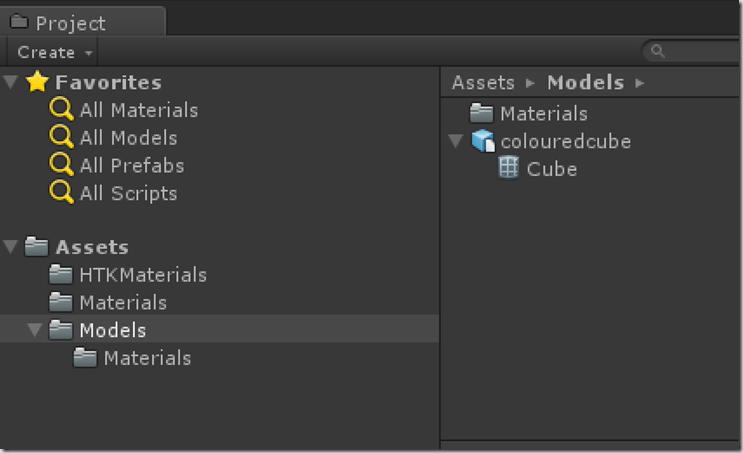 Project
Create
Favorites
All Materials
All Models
All Prefabs
All Scripts
Assets
HTKMaterials
Materials
Models
Materials
Assets ▸ Models ▸
Materials
colouredcube
Cube